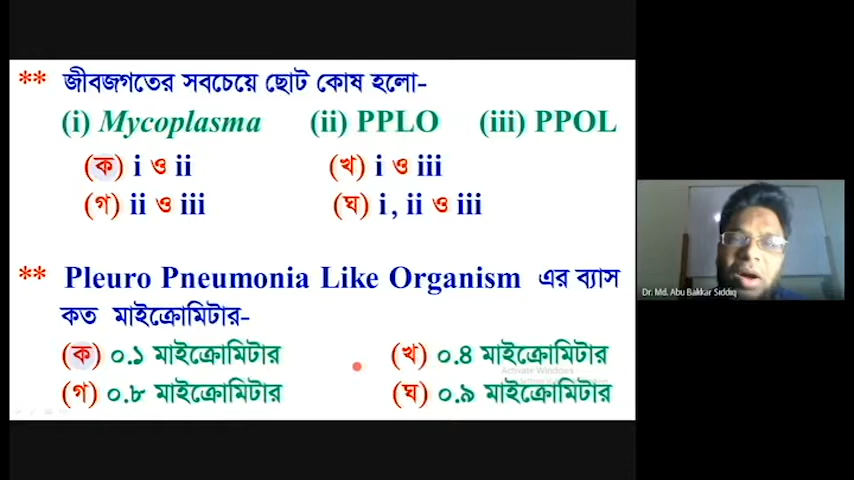 ** জীবজগতের সবচেয়ে ছোট কোষ হলো-
(i) Mycoplasma (ii) PPLO (iii) PPOL
(ক) i ও ii (খ) i ও iii
(গ) ii ও iii (ঘ) i, ii ও iii
** Pleuro Pneumonia Like Organism এর ব্যাস
কত মাইক্রোমিটার-
(ক) ০.১ মাইক্রোমিটার (খ) ০.৪ মাইক্রোমিটার
Activate Windows
(গ) ০.৮ মাইক্রোমিটার (ঘ) ০.৯ মাইক্রোমিটার
Dr. Md. Abu Bakkar Siddiq